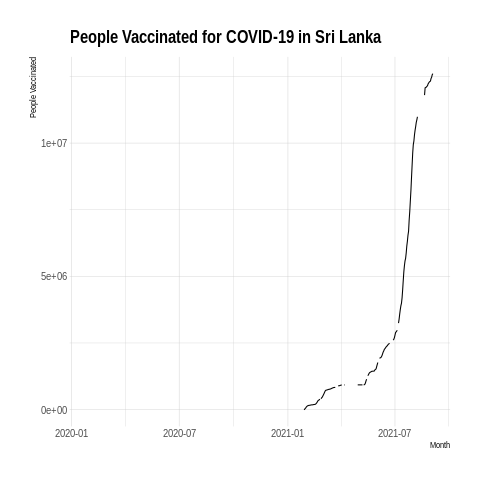 People Vaccinated for COVID-19 in Sri Lanka
People Vaccinated
1e+07
5e+06
0e+00
2020-01 2020-07 2021-01 2021-07
Month